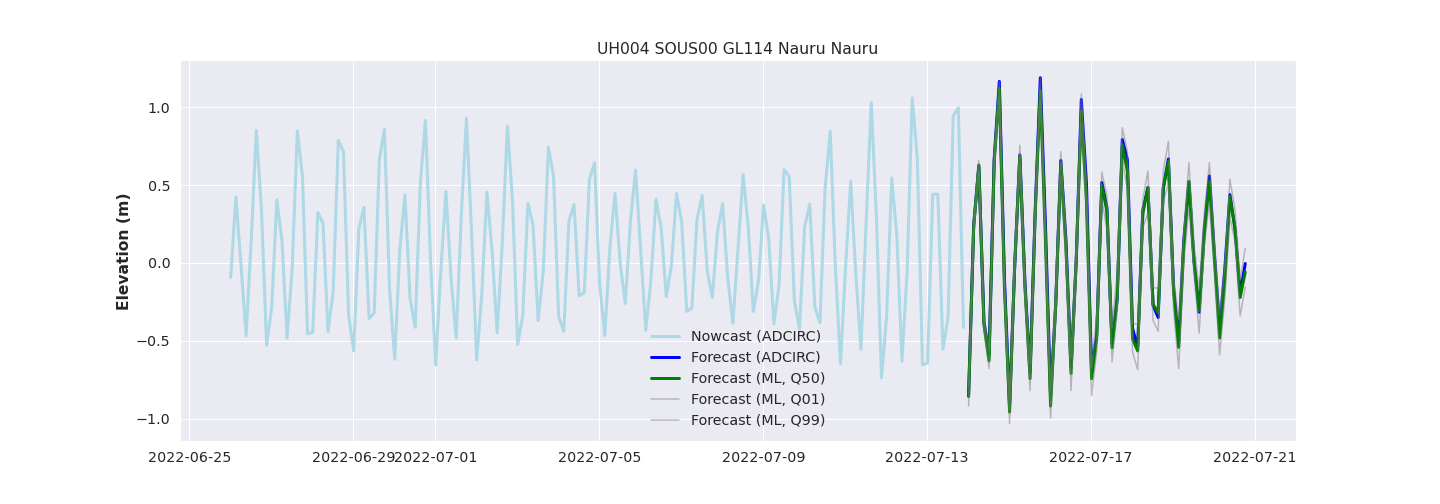 UH004 SOUS00 GL114 Nauru Nauru
Elevation (m)
1.0
0.5
0.0
−0.5
−1.0
Nowcast (ADCIRC)
Forecast (ADCIRC)
Forecast (ML, Q50)
Forecast (ML, Q01)
Forecast (ML, Q99)
2022-06-25 2022-06-29 2022-07-01 2022-07-05 2022-07-09 2022-07-13 2022-07-17 2022-07-21